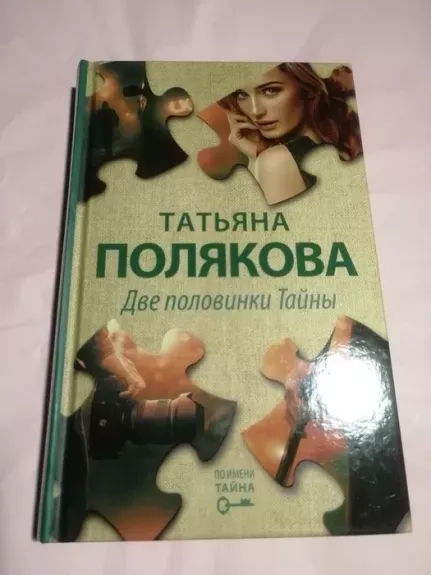 ТАТЬЯНА
ПОЛЯКОВА
Две половинки Тайны
ПО ИМЕНИ
ТАЙНА